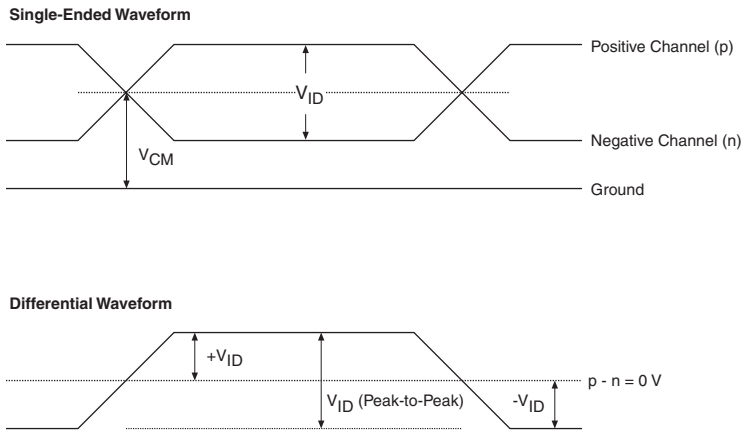 Single-Ended Waveform
Positive Channel (p)
VID
Negative Channel (n)
VCM
Ground
Differential Waveform
+VID
p - n = 0 V
VID (Peak-to-Peak)
-VID